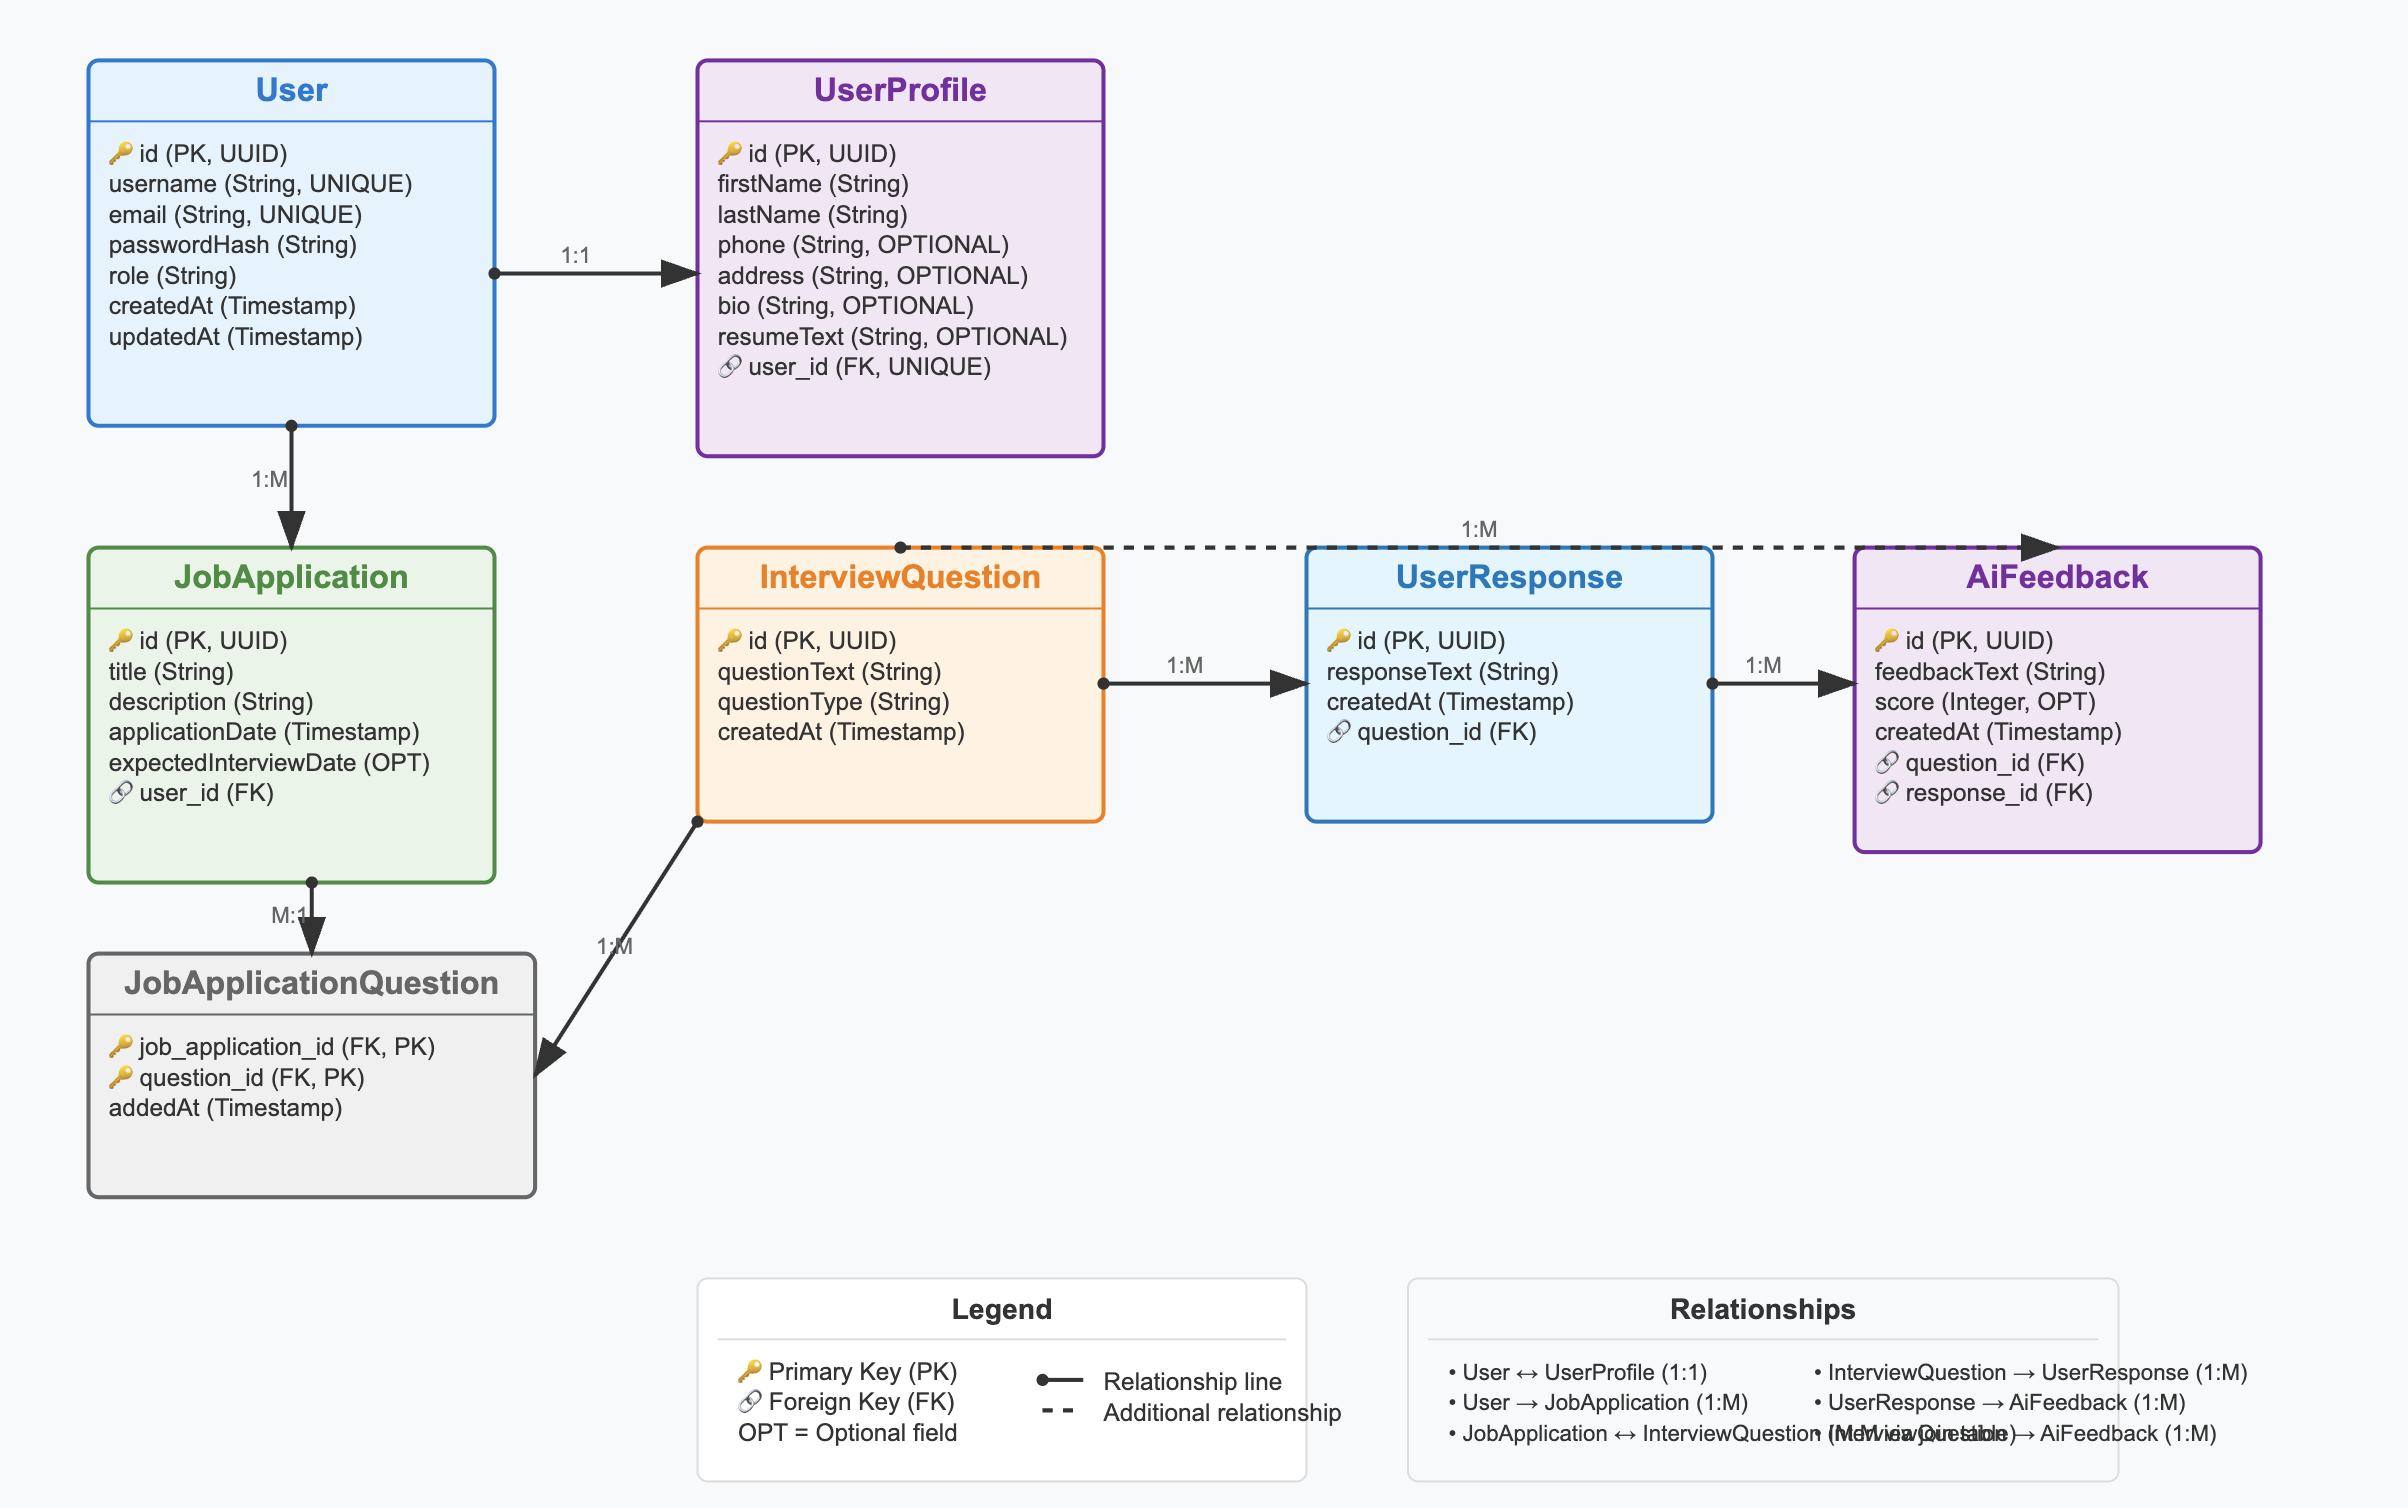 User
🔑 id (PK, UUID)
username (String, UNIQUE)
email (String, UNIQUE)
passwordHash (String)
role (String)
createdAt (Timestamp)
updatedAt (Timestamp)
1:1
UserProfile
🔑 id (PK, UUID)
firstName (String)
lastName (String)
phone (String, OPTIONAL)
address (String, OPTIONAL)
bio (String, OPTIONAL)
resumeText (String, OPTIONAL)
🔗 user_id (FK, UNIQUE)
1:M
JobApplication
🔑 id (PK, UUID)
title (String)
description (String)
applicationDate (Timestamp)
expectedInterviewDate (OPT)
🔗 user_id (FK)
InterviewQuestion
🔑 id (PK, UUID)
questionText (String)
questionType (String)
createdAt (Timestamp)
1:M
1:M
UserResponse
🔑 id (PK, UUID)
responseText (String)
createdAt (Timestamp)
🔗 question_id (FK)
1:M
AiFeedback
🔑 id (PK, UUID)
feedbackText (String)
score (Integer, OPT)
createdAt (Timestamp)
🔗 question_id (FK)
🔗 response_id (FK)
M:1
1:M
JobApplicationQuestion
🔑 job_application_id (FK, PK)
🔑 question_id (FK, PK)
addedAt (Timestamp)
Legend
🔑 Primary Key (PK)
🔗 Foreign Key (FK)
OPT = Optional field
Relationship line
Additional relationship
Relationships
• User ↔ UserProfile (1:1)
• User → JobApplication (1:M)
• JobApplication ↔ InterviewQuestion (M:M via join table)
• InterviewQuestion → UserResponse (1:M)
• UserResponse → AiFeedback (1:M)
• InterviewQuestion → AiFeedback (1:M)